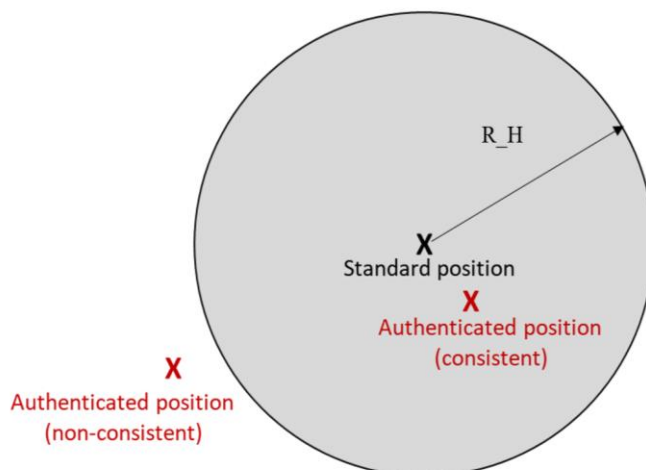 R_H
X
Standard position
X
Authenticated position
(consistent)
X
Authenticated position
(non-consistent)